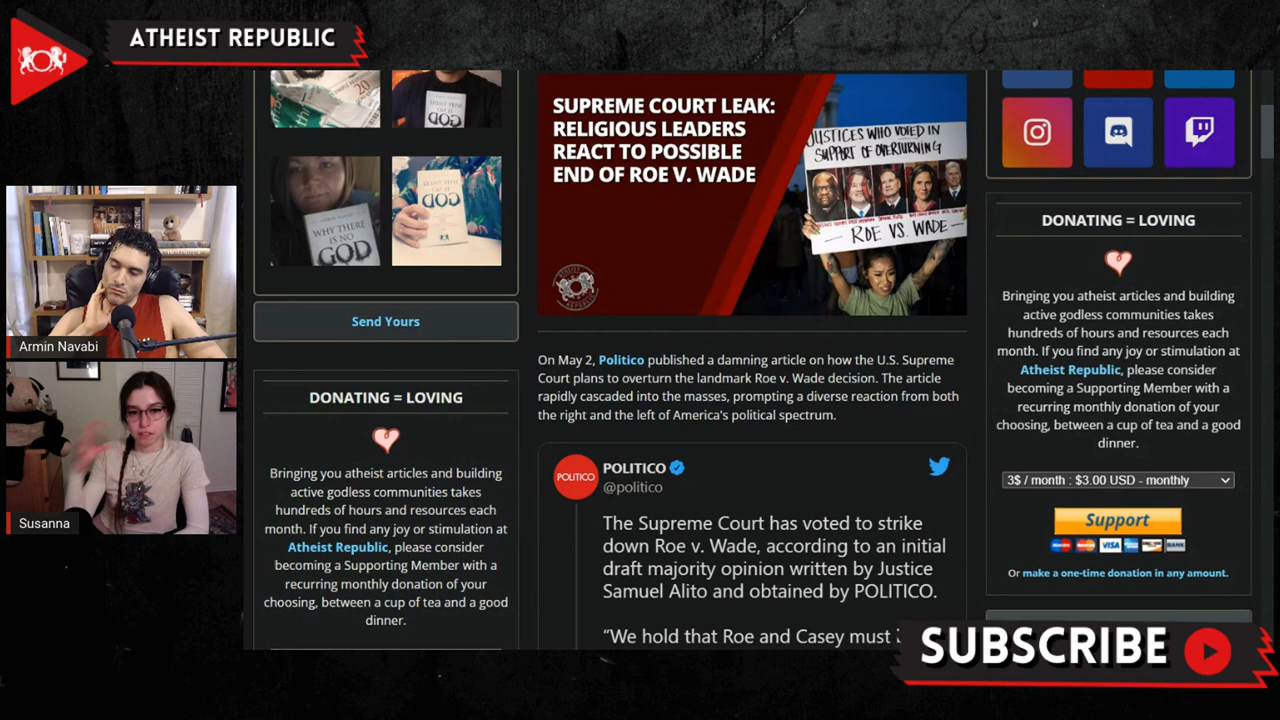 ATHEIST REPUBLIC
WHY THERE IS NO
GOD
Send Yours
DONATING = LOVING
Bringing you atheist articles and building
active godless communities takes
hundreds of hours and resources each
month. If you find any joy or stimulation at
Atheist Republic, please consider
becoming a Supporting Member with a
recurring monthly donation of your
choosing, between a cup of tea and a good
dinner.
SUPREME COURT LEAK:
RELIGIOUS LEADERS
REACT TO POSSIBLE
END OF ROE V. WADE
JUSTICES WHO VOTED IN
SUPPORT OF OVERTURNING
— ROE VS. WADE —
On May 2, Politico published a damning article on how the U.S. Supreme
Court plans to overturn the landmark Roe v. Wade decision. The article
rapidly cascaded into the masses, prompting a diverse reaction from both
the right and the left of America's political spectrum.
POLITICO
POLITICO
@politico
The Supreme Court has voted to strike
down Roe v. Wade, according to an initial
draft majority opinion written by Justice
Samuel Alito and obtained by POLITICO.
“We hold that Roe and Casey must
DONATING = LOVING
Bringing you atheist articles and building
active godless communities takes
hundreds of hours and resources each
month. If you find any joy or stimulation at
Atheist Republic, please consider
becoming a Supporting Member with a
recurring monthly donation of your
choosing, between a cup of tea and a good
dinner.
3$ / month : $3.00 USD - monthly
Support
VISA
BANK
Or make a one-time donation in any amount.
Armin Navabi
Susanna
SUBSCRIBE